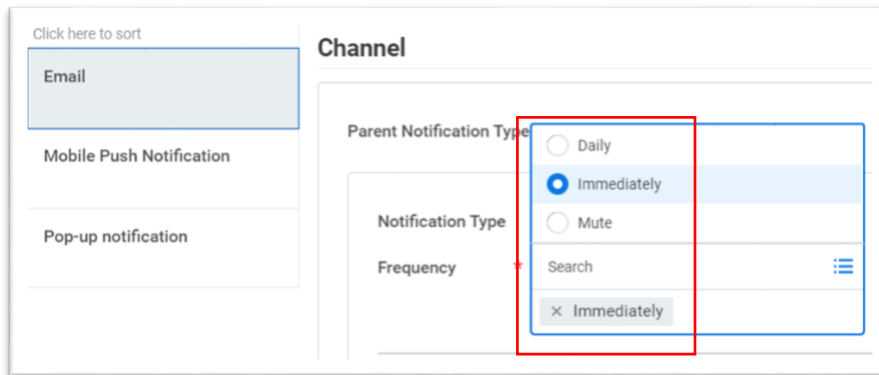 Click here to sort
Email
Mobile Push Notification
Pop-up notification
Channel
Parent Notification Type
Daily
Immediately
Mute
Notification Type
Frequency *
Search
× Immediately